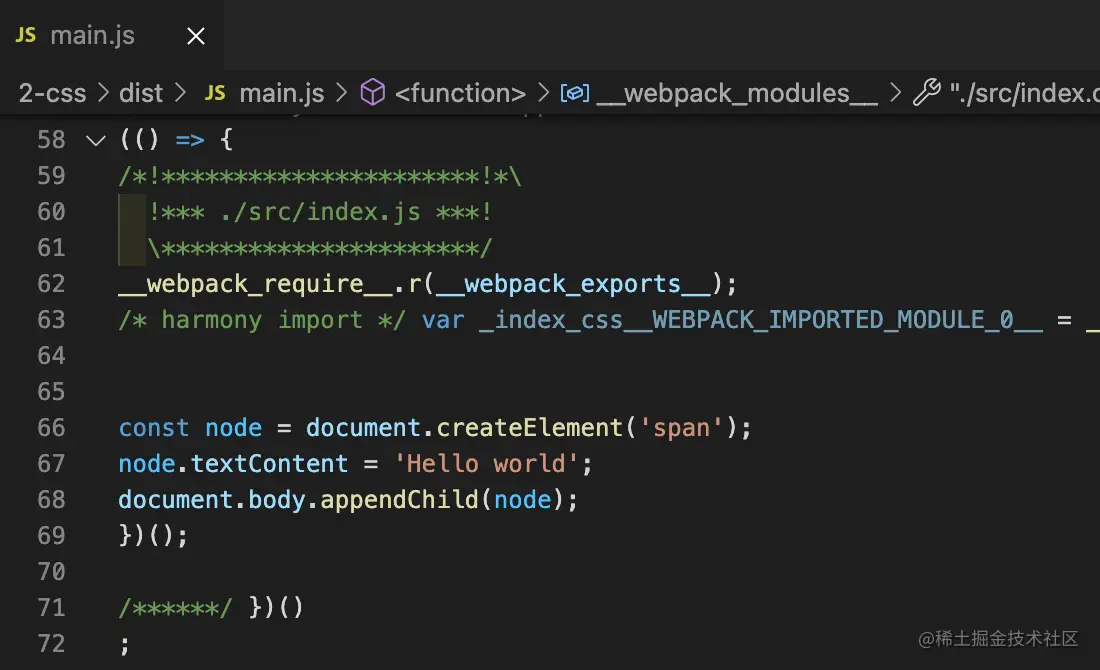 JS main.js ×
2-css > dist > JS main.js > <function> > __webpack_modules__ > "./src/index.c
58 (() => {
59 /*!**********************!*\
60 !*** ./src/index.js ***!
61 \**********************/
62 __webpack_require__.r(__webpack_exports__);
63 /* harmony import */ var _index_css__WEBPACK_IMPORTED_MODULE_0__ = _
64
65
66 const node = document.createElement('span');
67 node.textContent = 'Hello world';
68 document.body.appendChild(node);
69 })();
70
71 /******/ })()
72 ;
@稀土掘金技术社区